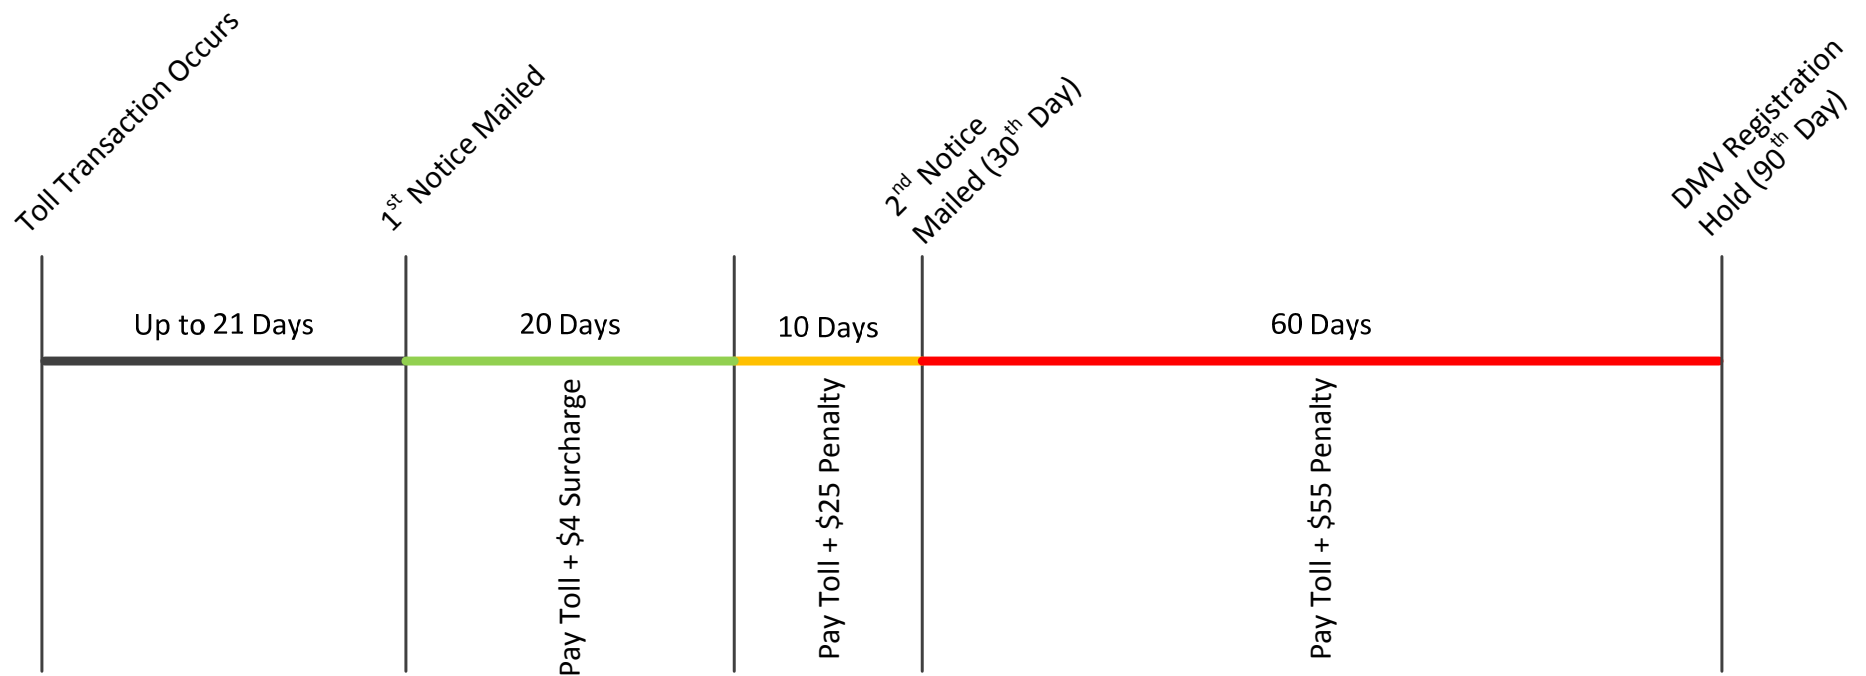 Toll Transaction Occurs
1st Notice Mailed
2nd Notice
Mailed (30th Day)
DMV Registration
Hold (90th Day)
Up to 21 Days
20 Days
10 Days
60 Days
Pay Toll + $4 Surcharge
Pay Toll + $25 Penalty
Pay Toll + $55 Penalty